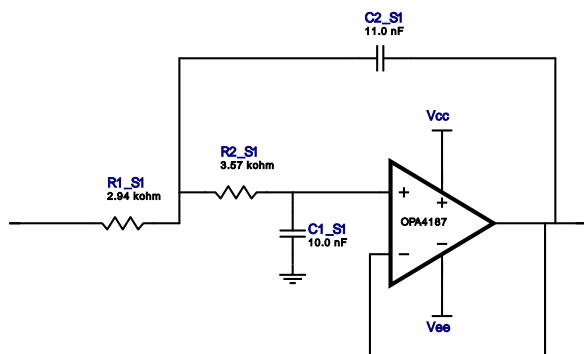 C2_S1
11.0 nF
Vcc
R2_S1
3.57 kohm
R1_S1
2.94 kohm
+
+
OPA4187
C1_S1
10.0 nF
−
−
Vee